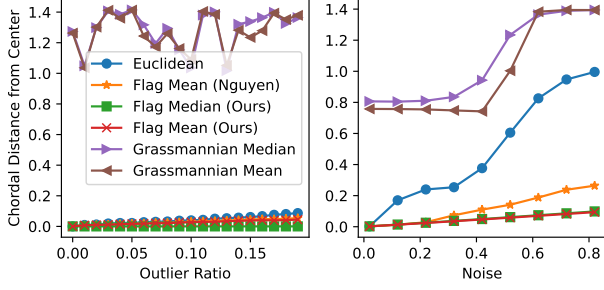 Chordal Distance from Center
1.4
1.2
1.0
0.8
0.6
0.4
0.2
0.0
0.00
0.05
0.10
0.15
Outlier Ratio
Euclidean
Flag Mean (Nguyen)
Flag Median (Ours)
Flag Mean (Ours)
Grassmannian Median
Grassmannian Mean
1.4
1.2
1.0
0.8
0.6
0.4
0.2
0.0
0.0
0.2
0.4
0.6
0.8
Noise